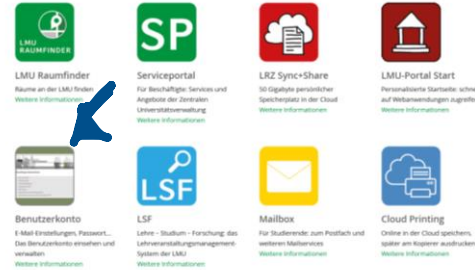 LMU
RAUMFINDER
SP
LMU Raumfinder
Räume an der LMU finden
Weitere Informationen
Serviceportal
Für Beschäftigte: Services und
Angebote der Zentralen
Universitätsverwaltung
Weitere Informationen
LRZ Sync+Share
50 Gigabyte persönlicher
Speicherplatz in der Cloud
Weitere Informationen
LMU-Portal Start
Personalisierte Startseite: schne
auf Webanwendungen zugreife
Weitere Informationen
Benutzerkonto
E-Mail-Einstellungen, Passwort...
Das Benutzerkonto einsehen und
verwalten
Weitere Informationen
LSF
LSF
Lehre – Studium – Forschung: das
Lehrveranstaltungsmanagement-
System der LMU
Weitere Informationen
Mailbox
Für Studierende: zum Postfach und
weiteren Mailservices
Weitere Informationen
Cloud Printing
Online in der Cloud speichern,
später am Kopierer ausdrucken
Weitere Informationen